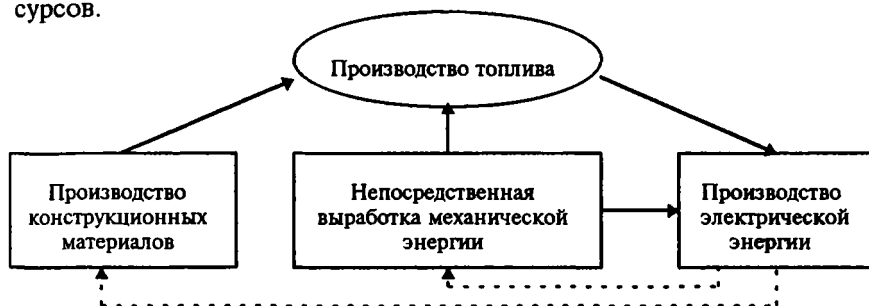 сурсов.
Производство топлива
Производство
конструкционных
материалов
Непосредственная
выработка механической
энергии
Производство
электрической
энергии